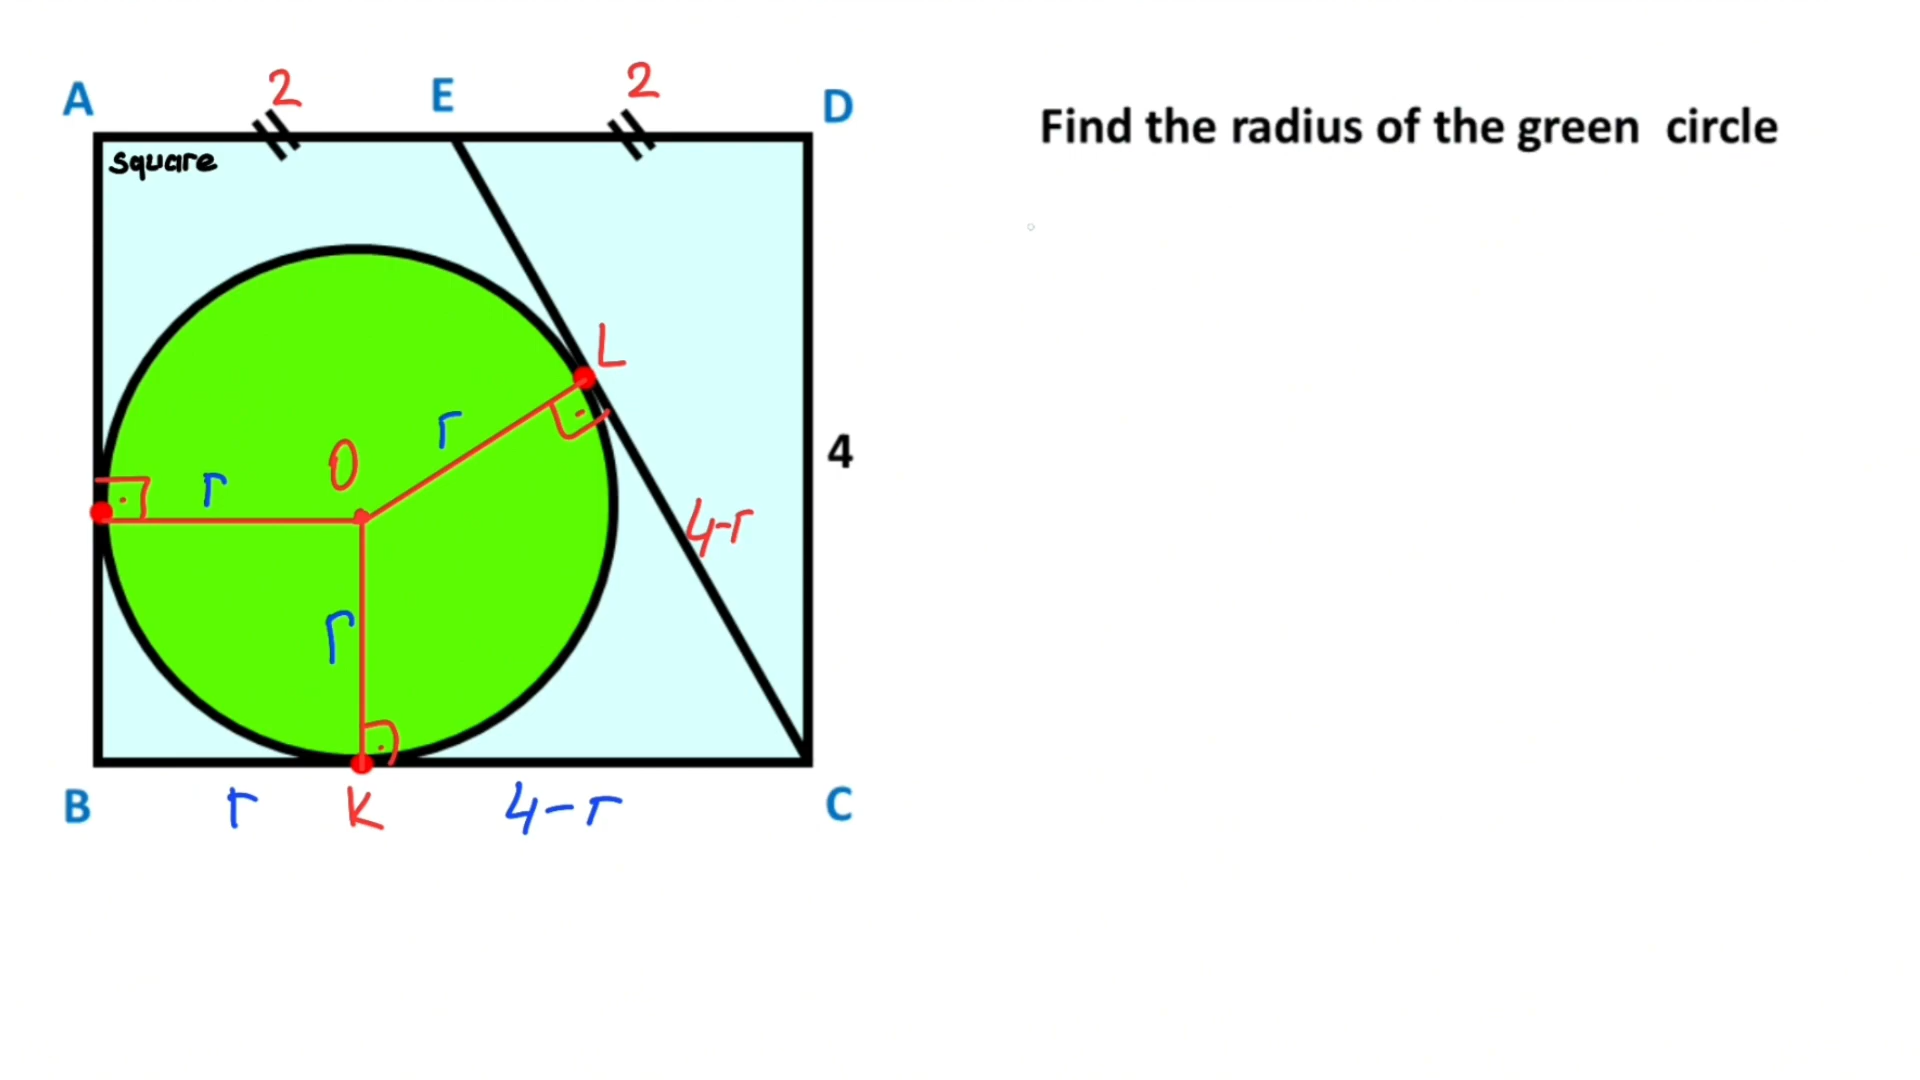 2
2
A
E
D
Find the radius of the green circle
square
L
r
O
r
4
4-r
r
B
r
K
4-r
C